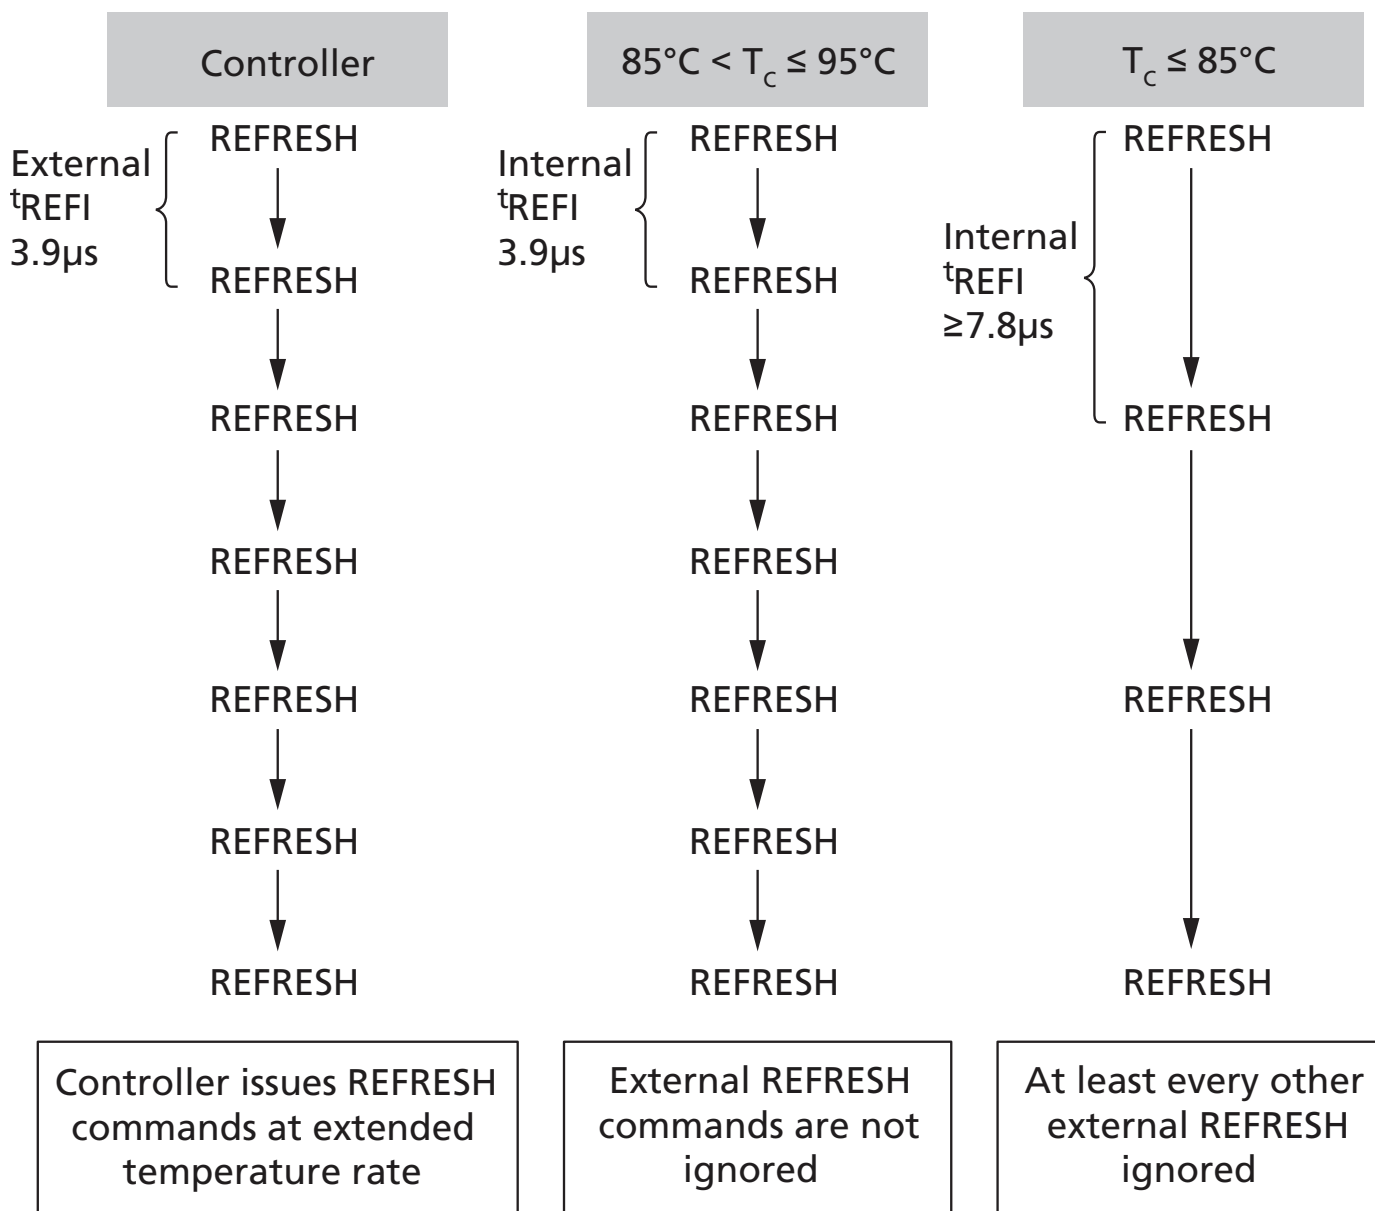 Controller
85°C < TC ≤ 95°C
TC ≤ 85°C
External
tREFI
3.9µs
REFRESH
REFRESH
REFRESH
REFRESH
REFRESH
REFRESH
REFRESH
Internal
tREFI
3.9µs
REFRESH
REFRESH
REFRESH
REFRESH
REFRESH
REFRESH
REFRESH
Internal
tREFI
≥7.8µs
REFRESH
REFRESH
REFRESH
REFRESH
Controller issues REFRESH
commands at extended
temperature rate
External REFRESH
commands are not
ignored
At least every other
external REFRESH
ignored